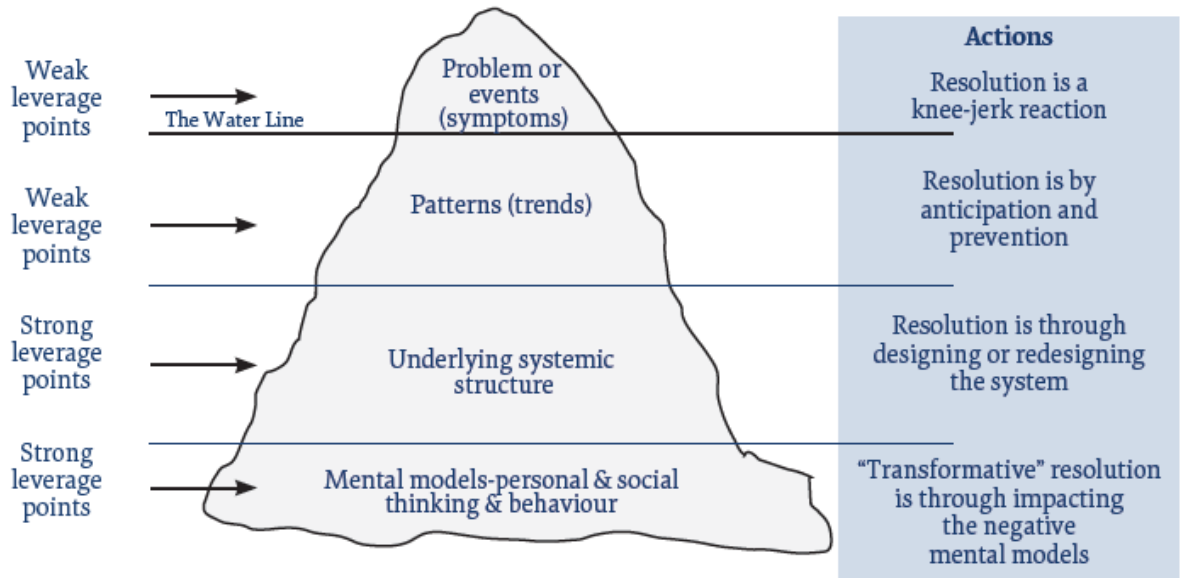 Actions
Weak
leverage
points
The Water Line
Problem or
events
(symptoms)
Resolution is a
knee-jerk reaction
Weak
leverage
points
Patterns (trends)
Resolution is by
anticipation and
prevention
Strong
leverage
points
Underlying systemic
structure
Resolution is through
designing or redesigning
the system
Strong
leverage
points
Mental models-personal & social
thinking & behaviour
“Transformative” resolution
is through impacting
the negative
mental models